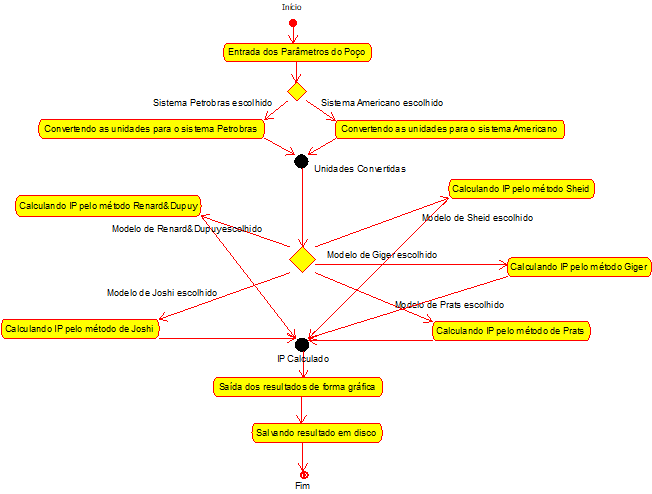 Início
Entrada dos Parâmetros do Poço
Sistema Petrobras escolhido
Sistema Americano escolhido
Convertendo as unidades para o sistema Petrobras
Convertendo as unidades para o sistema Americano
Unidades Convertidas
Calculando IP pelo método Sheid
Calculando IP pelo método Renard&Dupuy
Modelo de Sheid escolhido
Modelo de Renard&Dupuyescolhido
Modelo de Giger escolhido
Calculando IP pelo método Giger
Modelo de Joshi escolhido
Modelo de Prats escolhido
Calculando IP pelo método de Joshi
Calculando IP pelo método de Prats
IP Calculado
Saída dos resultados de forma gráfica
Salvando resultado em disco
Fim